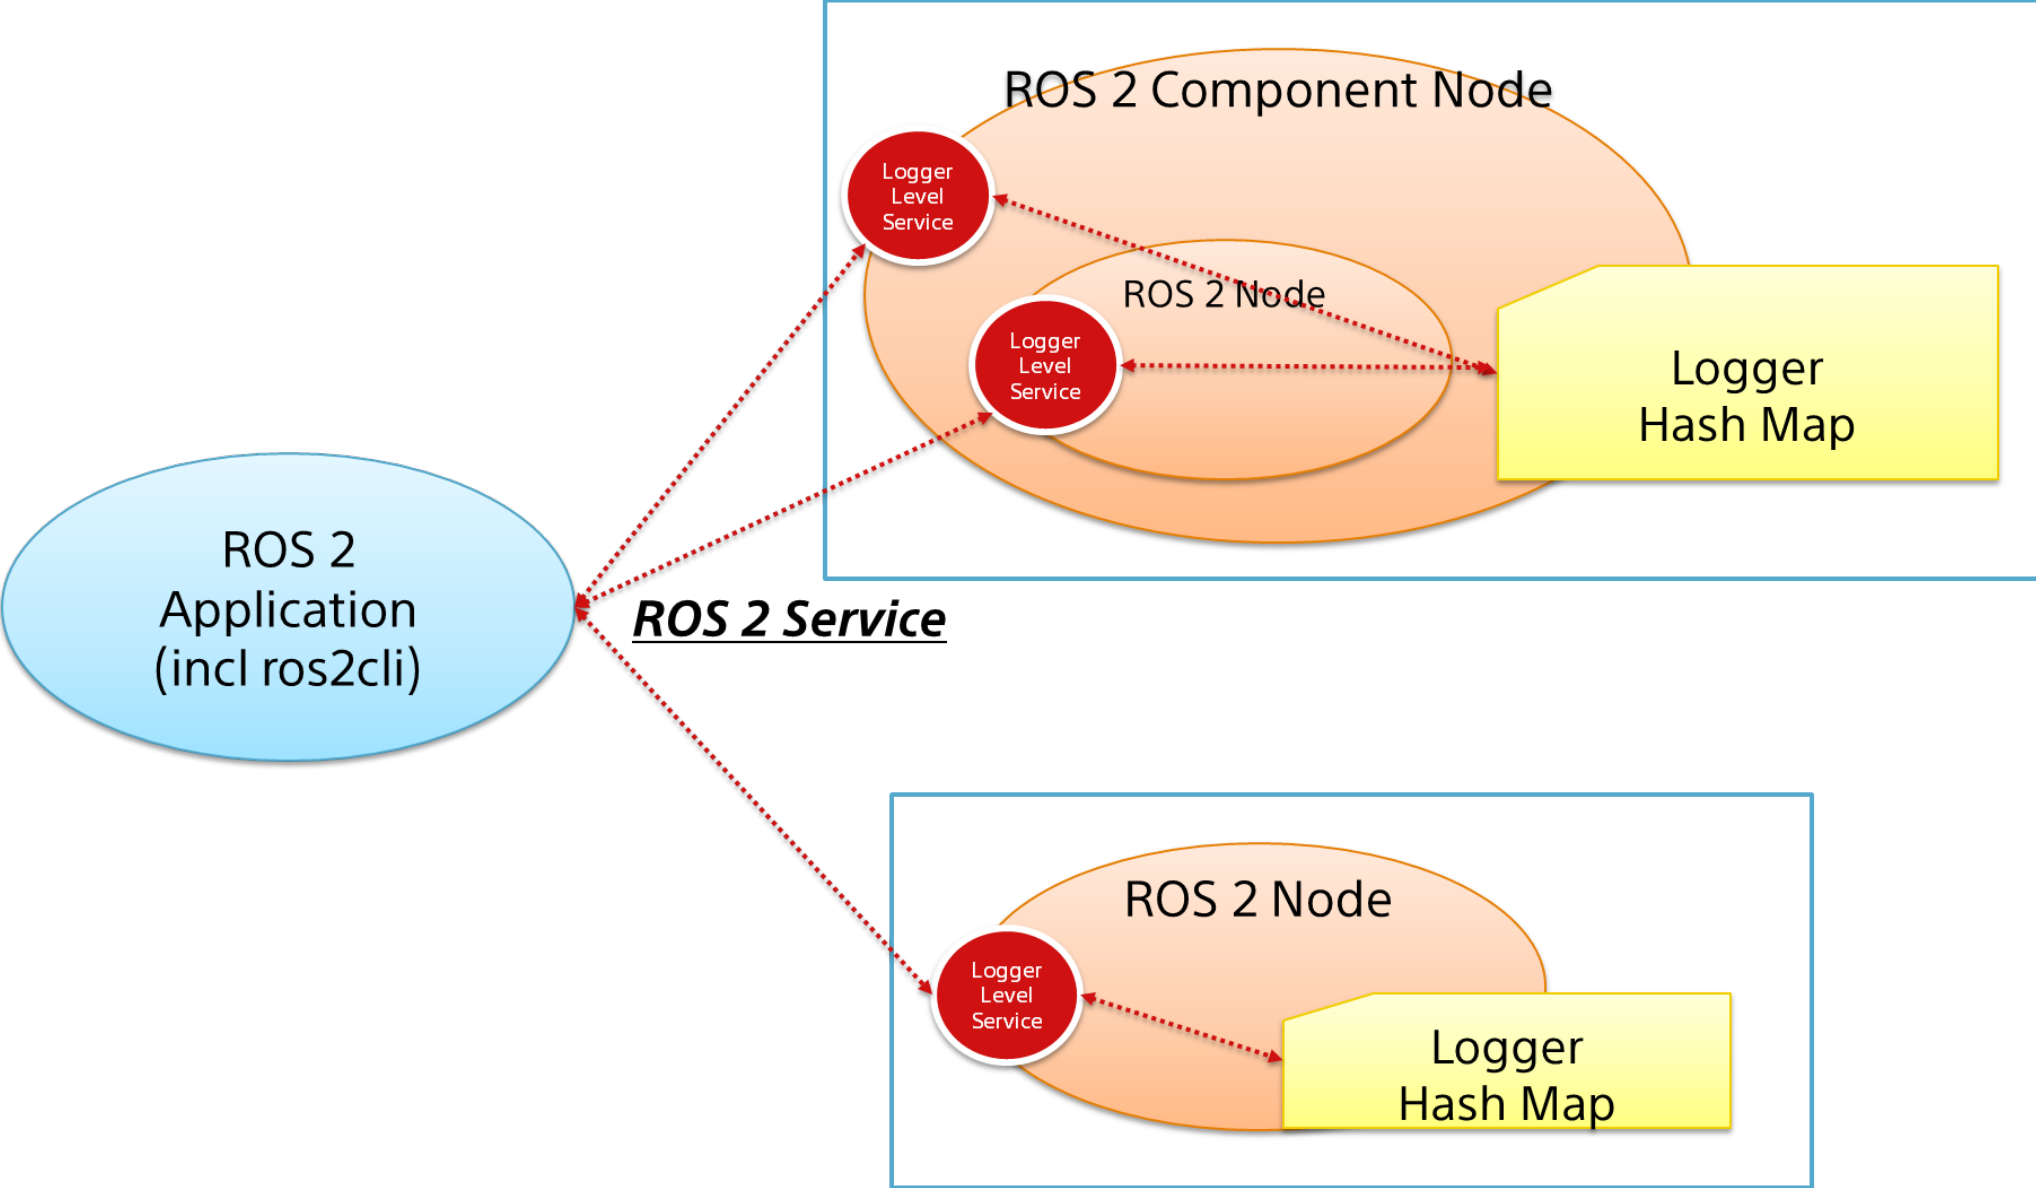 ROS 2 Component Node
Logger
Level
Service
ROS 2 Node
Logger
Level
Service
Logger
Hash Map
ROS 2
Application
(incl ros2cli)
ROS 2 Service
ROS 2 Node
Logger
Level
Service
Logger
Hash Map